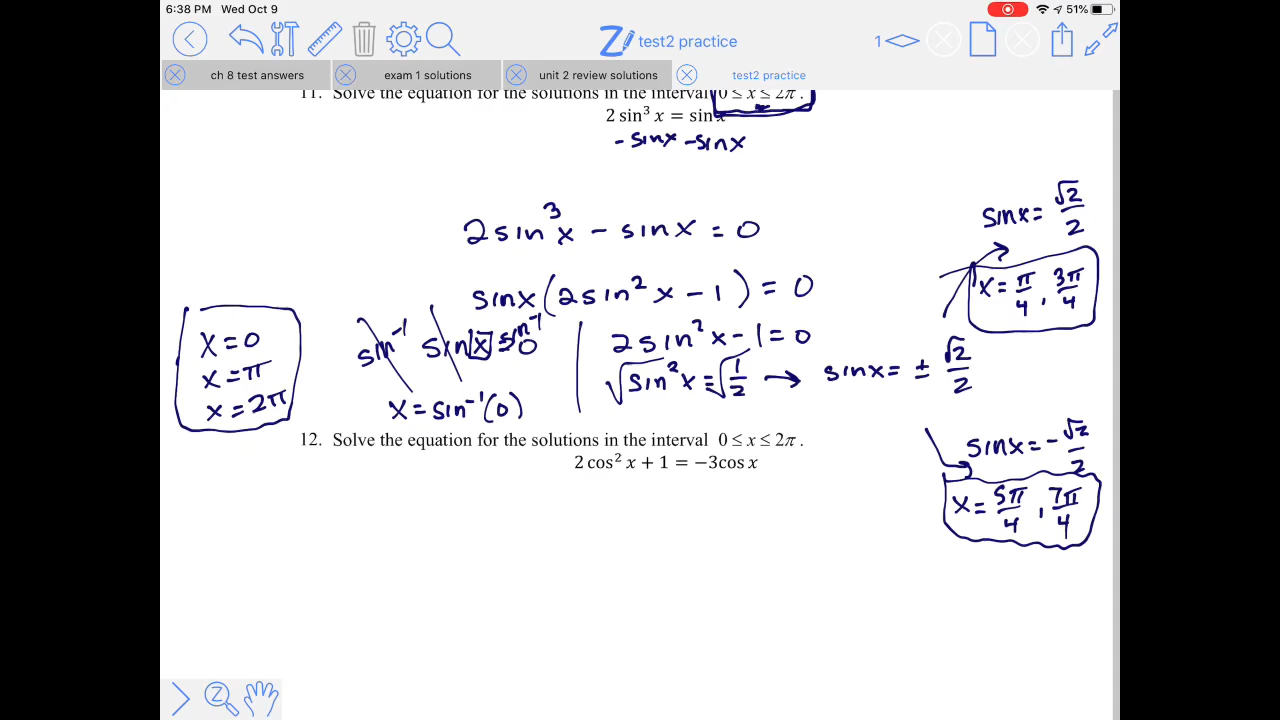 6:38 PM Wed Oct 9
51%
test2 practice
1
ch 8 test answers
exam 1 solutions
unit 2 review solutions
test2 practice
11. Solve the equation for the solutions in the interval 0 ≤ x ≤ 2π .
2 sin³ x = sin x
- sinx - sinx
2sin³x - sinx = 0
sinx(2sin²x - 1) = 0
sin⁻¹ sin x = sin⁻¹ 0
x = sin⁻¹(0)
x = 0
x = π
x = 2π
2sin²x - 1 = 0
√sin²x = √1/2 → sinx = ± √2/2
sinx = √2/2
x = π/4 , 3π/4
sinx = - √2/2
x = 5π/4 , 7π/4
12. Solve the equation for the solutions in the interval 0 ≤ x ≤ 2π .
2 cos² x + 1 = −3cos x